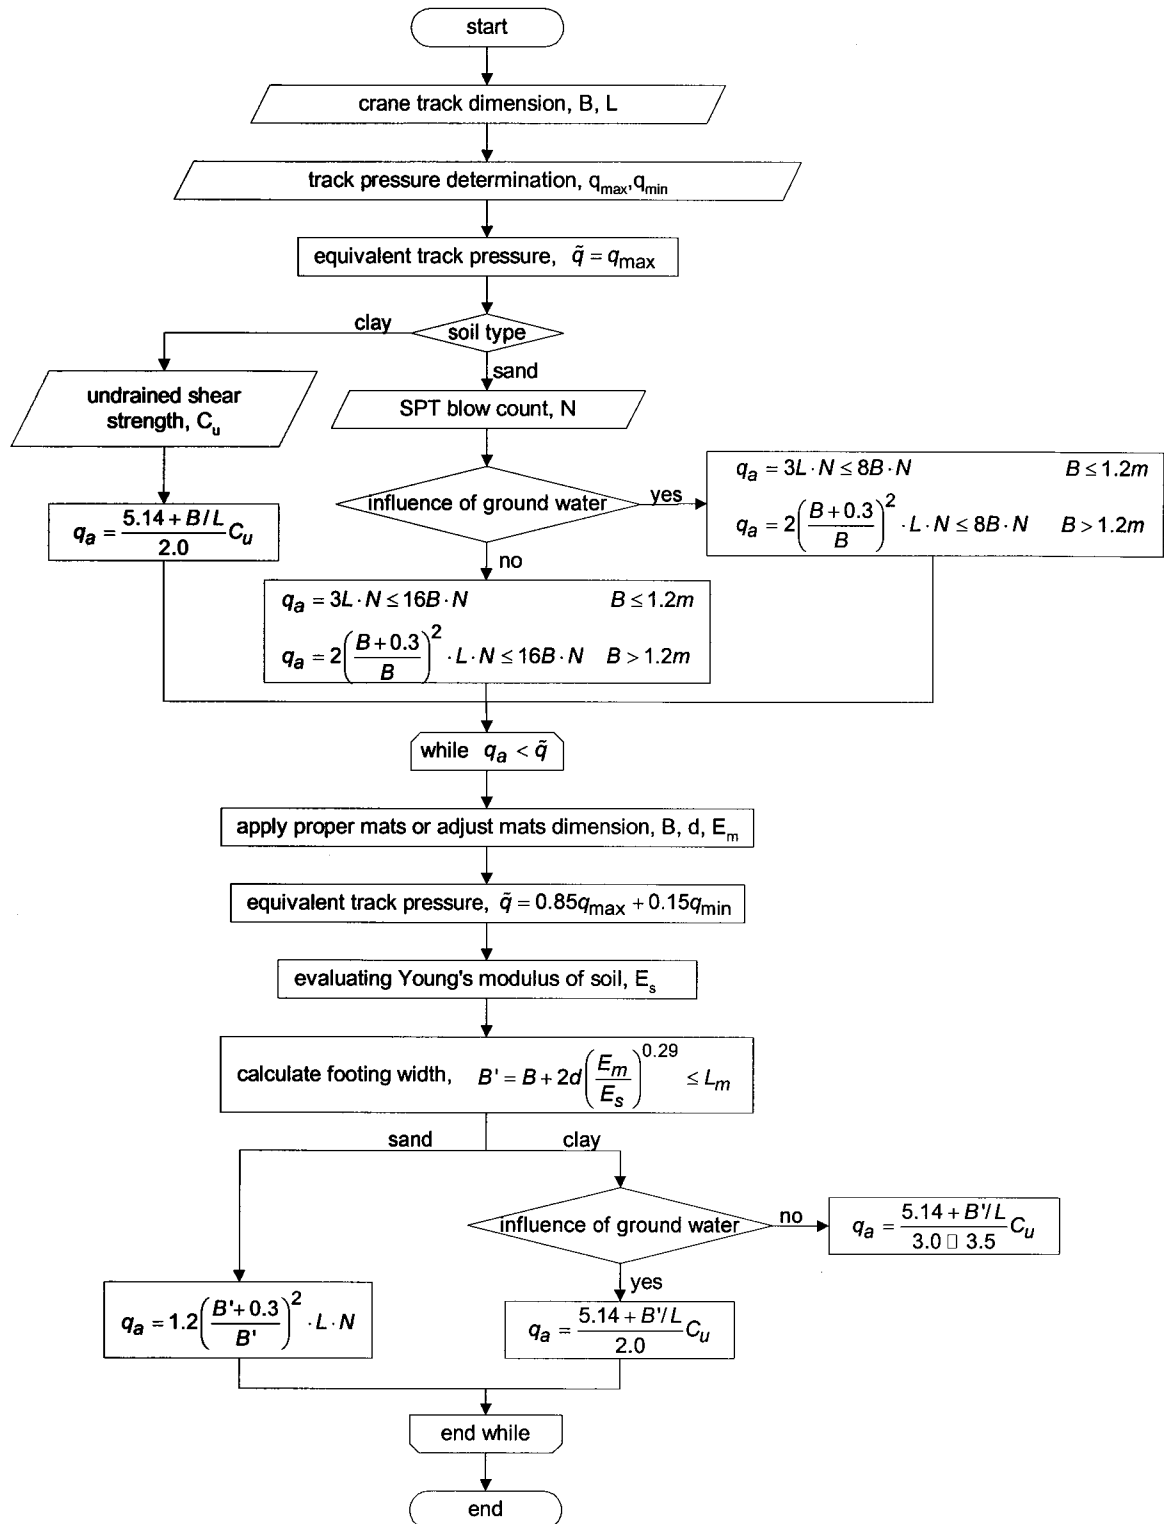 start
crane track dimension, B, L
track pressure determination, q_max,q_min
equivalent track pressure, q̃ = q_max
clay
soil type
sand
undrained shear
strength, C_u
SPT blow count, N
influence of ground water
yes
q_a = 3L·N ≤ 8B·N B ≤ 1.2m
q_a = 2((B+0.3)/B)^2 ·L·N ≤ 8B·N B > 1.2m
q_a = (5.14+B/L)/2.0 C_u
no
q_a = 3L·N ≤ 16B·N B ≤ 1.2m
q_a = 2((B+0.3)/B)^2 ·L·N ≤ 16B·N B > 1.2m
while q_a < q̃
apply proper mats or adjust mats dimension, B, d, E_m
equivalent track pressure, q̃ = 0.85q_max + 0.15q_min
evaluating Young's modulus of soil, E_s
calculate footing width, B' = B + 2d(E_m/E_s)^0.29 ≤ L_m
sand
clay
influence of ground water
no
q_a = (5.14+B'/L)/(3.0 □ 3.5) C_u
yes
q_a = 1.2((B'+0.3)/B')^2 ·L·N
q_a = (5.14+B'/L)/2.0 C_u
end while
end